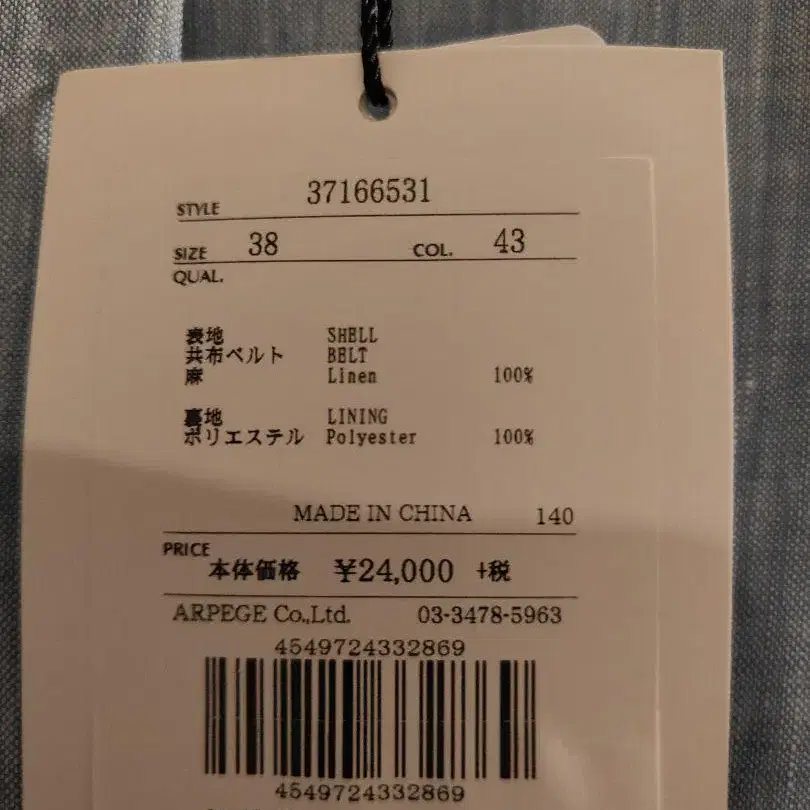 STYLE 37166531
SIZE 38 COL. 43
QUAL.
表地 SHELL
共布ベルト BELT
麻 Linen 100%
裏地 LINING
ポリエステル Polyester 100%
MADE IN CHINA 140
PRICE 本体価格 ¥24,000 +税
ARPEGE Co.,Ltd. 03-3478-5963
4549724332869
4549724332869